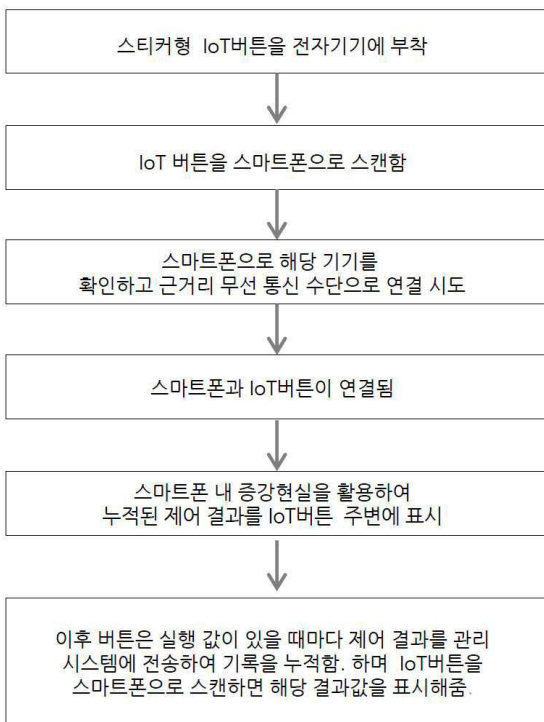 스티커형 IoT버튼을 전자기기에 부착
IoT 버튼을 스마트폰으로 스캔함
스마트폰으로 해당 기기를
확인하고 근거리 무선 통신 수단으로 연결 시도
스마트폰과 IoT버튼이 연결됨
스마트폰 내 증강현실을 활용하여
누적된 제어 결과를 IoT버튼 주변에 표시
이후 버튼은 실행 값이 있을 때마다 제어 결과를 관리
시스템에 전송하여 기록을 누적함. 하며 IoT버튼을
스마트폰으로 스캔하면 해당 결과값을 표시해줌.